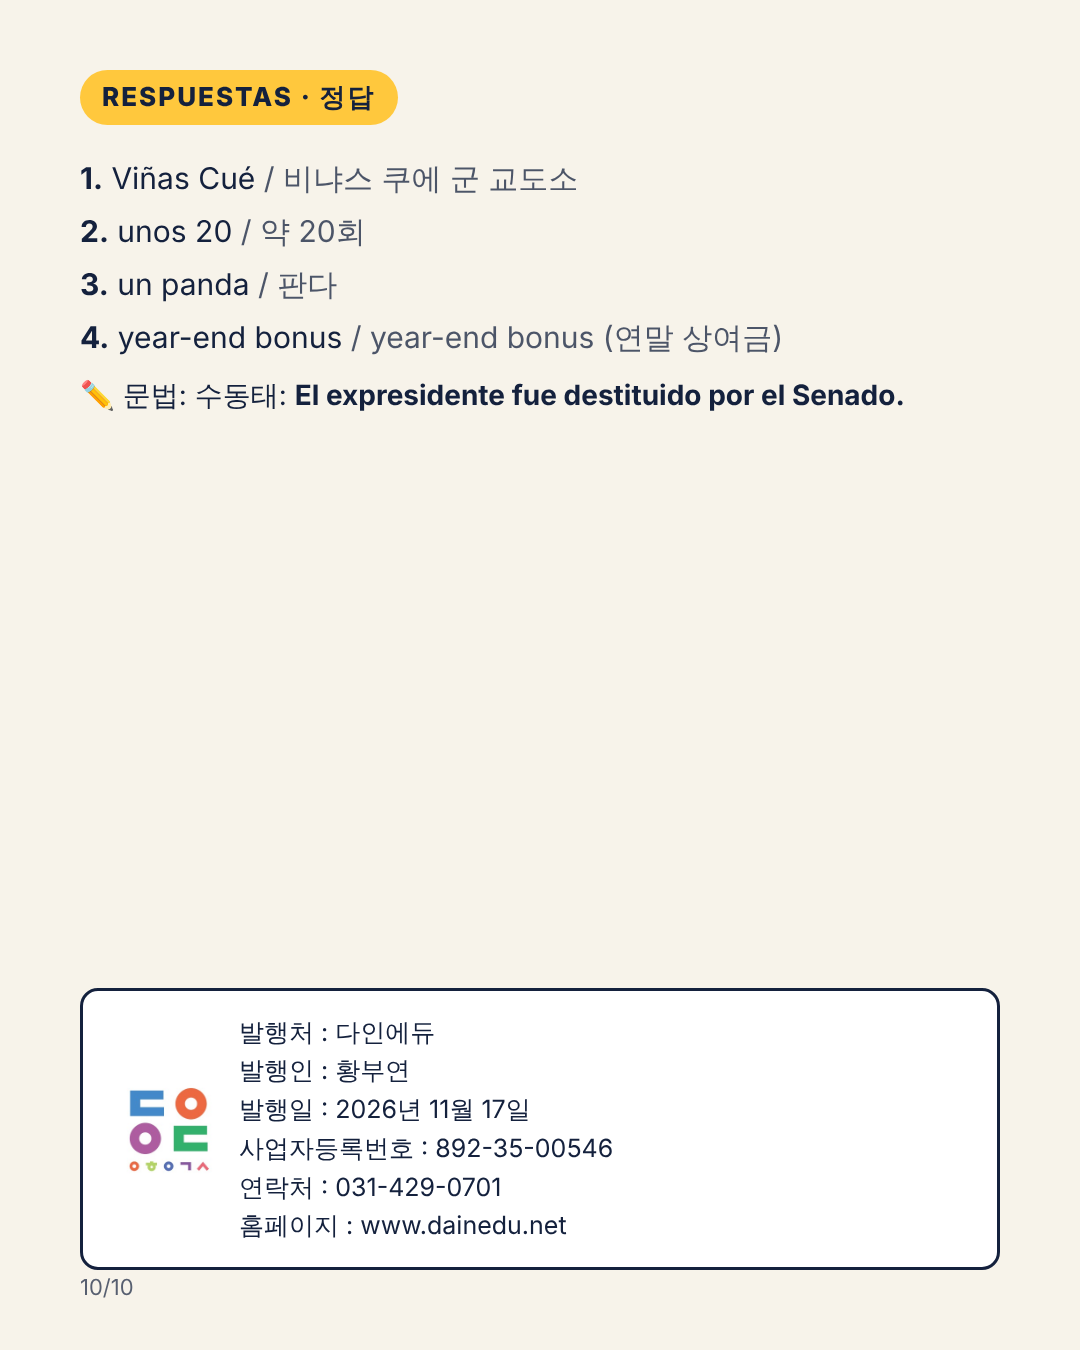 RESPUESTAS · 정답
1. Viñas Cué / 비냐스 쿠에 군 교도소
2. unos 20 / 약 20회
3. un panda / 판다
4. year-end bonus / year-end bonus (연말 상여금)
✏️ 문법: 수동태: El expresidente fue destituido por el Senado.
발행처 : 다인에듀
발행인 : 황부연
발행일 : 2026년 11월 17일
사업자등록번호 : 892-35-00546
연락처 : 031-429-0701
홈페이지 : www.dainedu.net
10/10